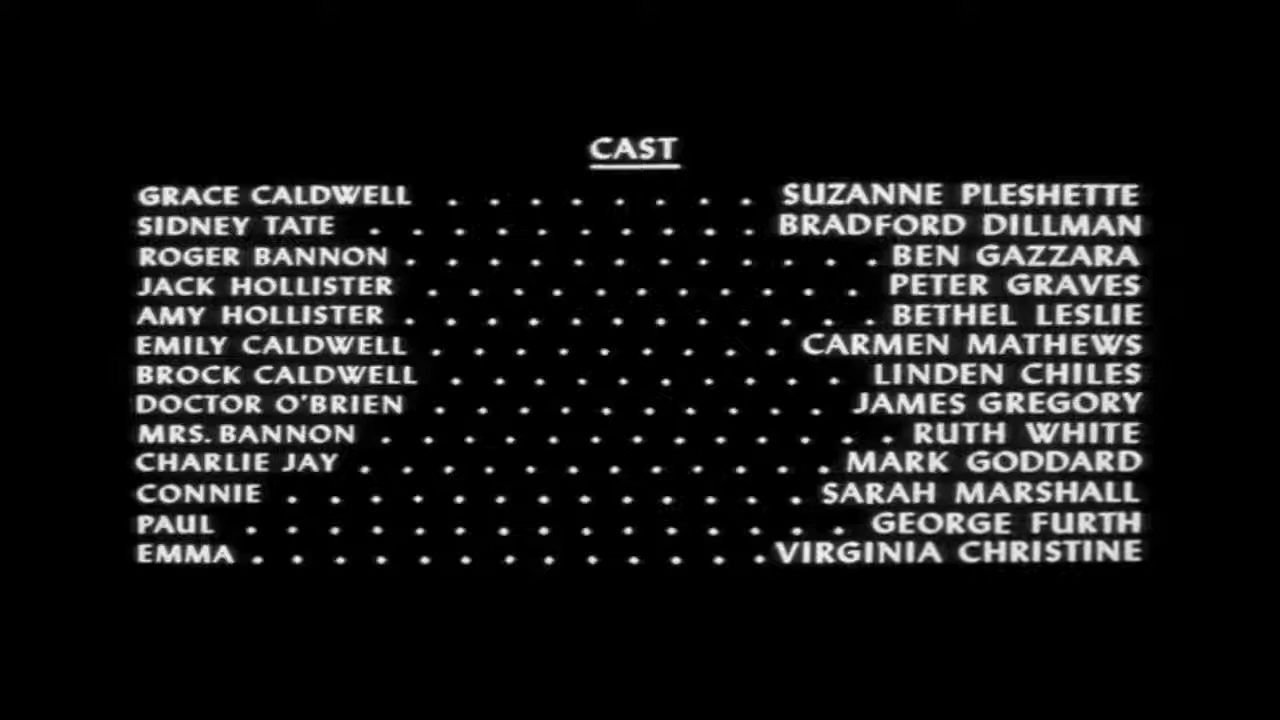 CAST
GRACE CALDWELL . . . . . . . . SUZANNE PLESHETTE
SIDNEY TATE . . . . . . . . . . BRADFORD DILLMAN
ROGER BANNON . . . . . . . . . . . . BEN GAZZARA
JACK HOLLISTER . . . . . . . . . . . PETER GRAVES
AMY HOLLISTER . . . . . . . . . . . . BETHEL LESLIE
EMILY CALDWELL . . . . . . . . . CARMEN MATHEWS
BROCK CALDWELL . . . . . . . . . . LINDEN CHILES
DOCTOR O'BRIEN . . . . . . . . . . JAMES GREGORY
MRS. BANNON . . . . . . . . . . . . . RUTH WHITE
CHARLIE JAY . . . . . . . . . . . . MARK GODDARD
CONNIE . . . . . . . . . . . . . SARAH MARSHALL
PAUL . . . . . . . . . . . . . . . GEORGE FURTH
EMMA . . . . . . . . . . . . . VIRGINIA CHRISTINE